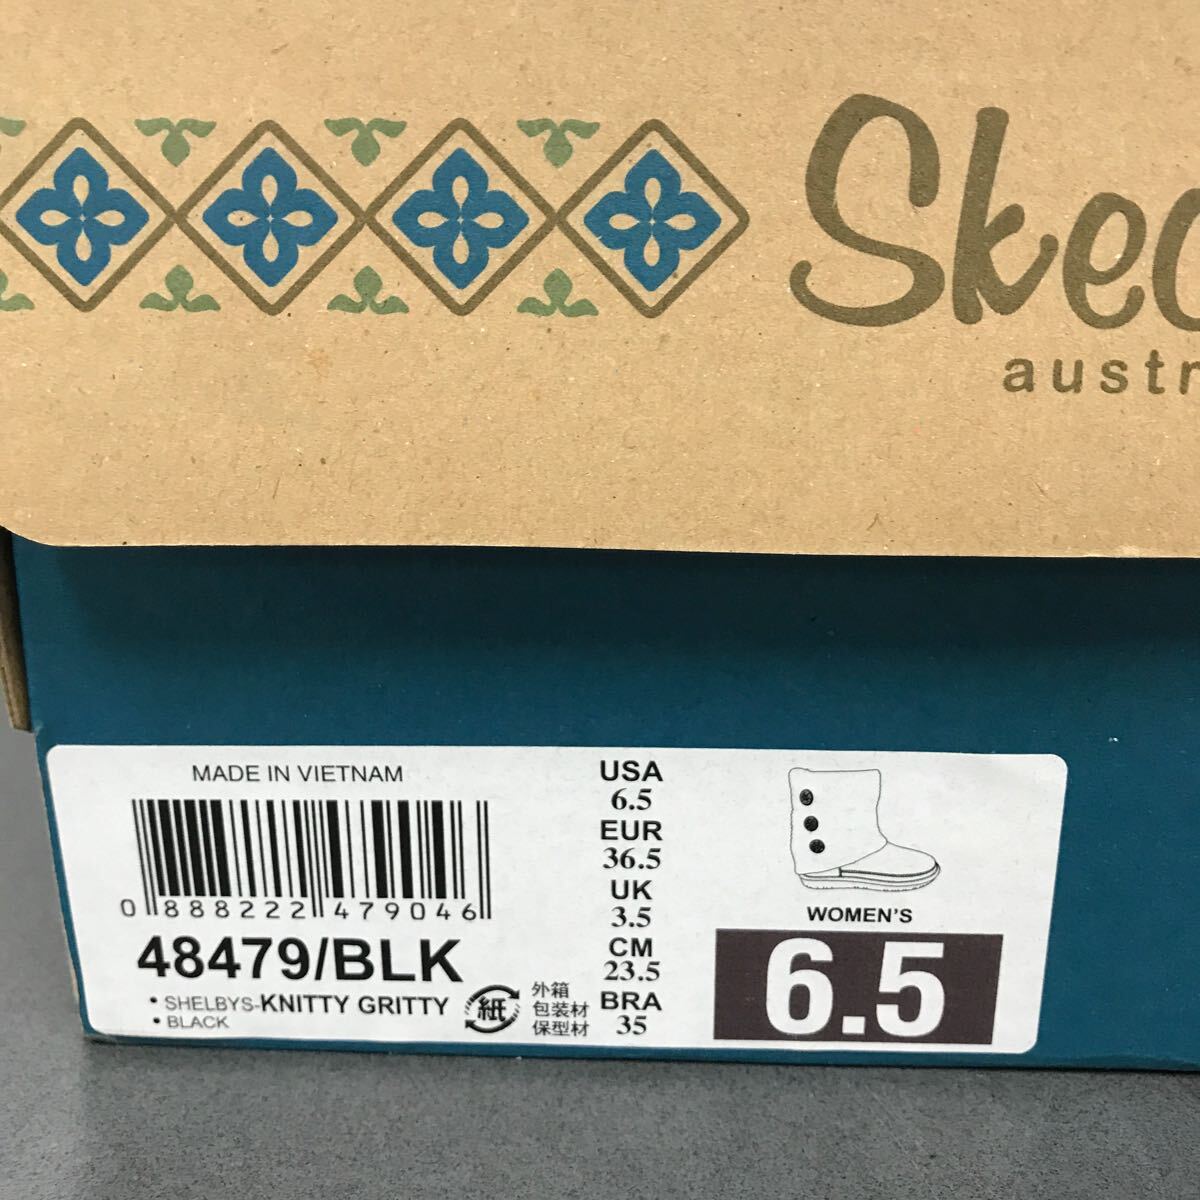 Skec
austr
MADE IN VIETNAM
0 888222 479046
48479/BLK
• SHELBYS-KNITTY GRITTY
• BLACK
紙
外箱
包装材
保型材
USA
6.5
EUR
36.5
UK
3.5
CM
23.5
BRA
35
WOMEN'S
6.5